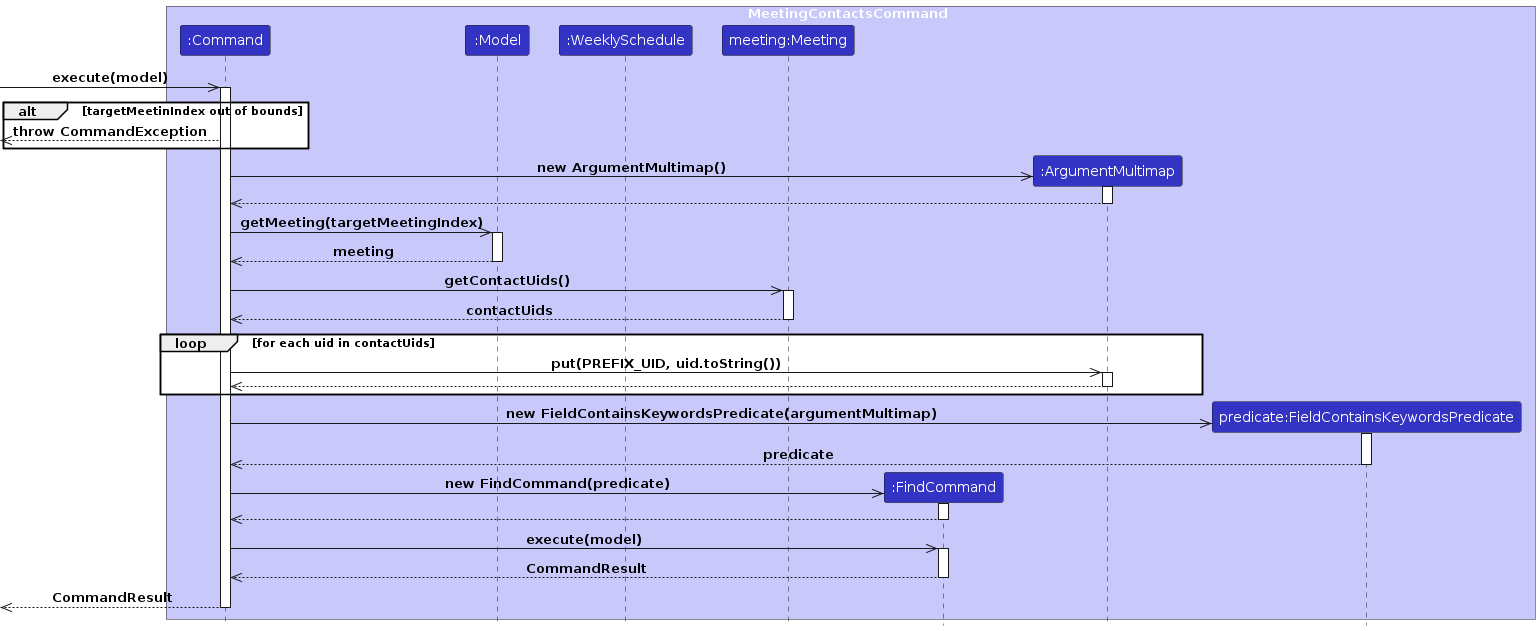 MeetingContactsCommand
:Command
:Model
:WeeklySchedule
meeting:Meeting
execute(model)
alt
[targetMeetinIndex out of bounds]
throw CommandException
new ArgumentMultimap()
:ArgumentMultimap
getMeeting(targetMeetingIndex)
meeting
getContactUids()
contactUids
loop
[for each uid in contactUids]
put(PREFIX_UID, uid.toString())
new FieldContainsKeywordsPredicate(argumentMultimap)
predicate:FieldContainsKeywordsPredicate
predicate
new FindCommand(predicate)
:FindCommand
execute(model)
CommandResult
CommandResult